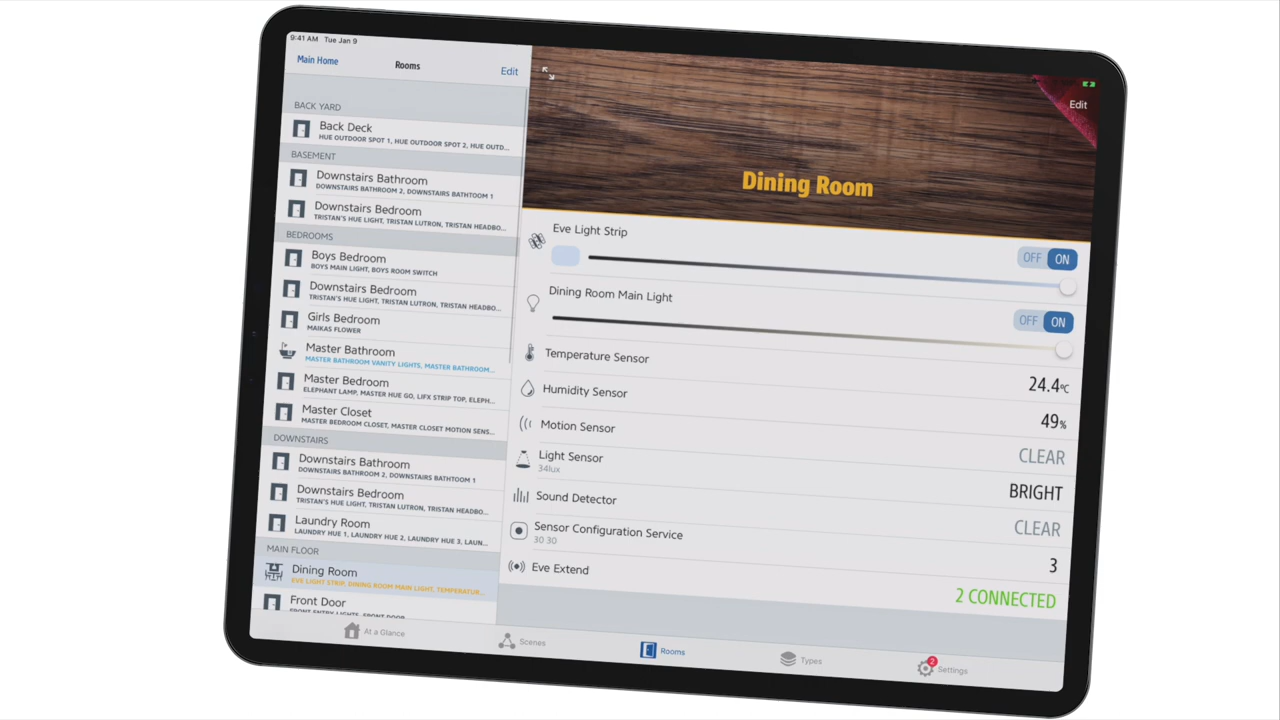 9:41 AM Tue Jan 9
Main Home
Rooms
Edit
BACK YARD
Back Deck
HUE OUTDOOR SPOT 1, HUE OUTDOOR SPOT 2, HUE OUTD...
BASEMENT
Downstairs Bathroom
DOWNSTAIRS BATHROOM 2, DOWNSTAIRS BATHTOOM 1
Downstairs Bedroom
TRISTAN'S HUE LIGHT, TRISTAN LUTRON, TRISTAN HEADBO...
BEDROOMS
Boys Bedroom
BOYS MAIN LIGHT, BOYS ROOM SWITCH
Downstairs Bedroom
TRISTAN'S HUE LIGHT, TRISTAN LUTRON, TRISTAN HEADBO...
Girls Bedroom
MAIKAS FLOWER
Master Bathroom
MASTER BATHROOM VANITY LIGHTS, MASTER BATHROOM...
Master Bedroom
ELEPHANT LAMP, MASTER HUE GO, LIFX STRIP TOP, ELEPH...
Master Closet
MASTER BEDROOM CLOSET, MASTER CLOSET MOTION SENS...
DOWNSTAIRS
Downstairs Bathroom
DOWNSTAIRS BATHROOM 2, DOWNSTAIRS BATHTOOM 1
Downstairs Bedroom
TRISTAN'S HUE LIGHT, TRISTAN LUTRON, TRISTAN HEADBO...
Laundry Room
LAUNDRY HUE 1, LAUNDRY HUE 2, LAUNDRY HUE 3, LAUN...
MAIN FLOOR
Dining Room
EVE LIGHT STRIP, DINING ROOM MAIN LIGHT, TEMPERATUR...
Front Door
FRONT ENTRY LIGHTS, FRONT DOOR
Edit
Dining Room
Eve Light Strip
OFF ON
Dining Room Main Light
OFF ON
Temperature Sensor
24.4°C
Humidity Sensor
49%
Motion Sensor
CLEAR
Light Sensor
34lux
BRIGHT
Sound Detector
CLEAR
Sensor Configuration Service
30 30
3
Eve Extend
2 CONNECTED
At a Glance
Scenes
Rooms
Types
2
Settings